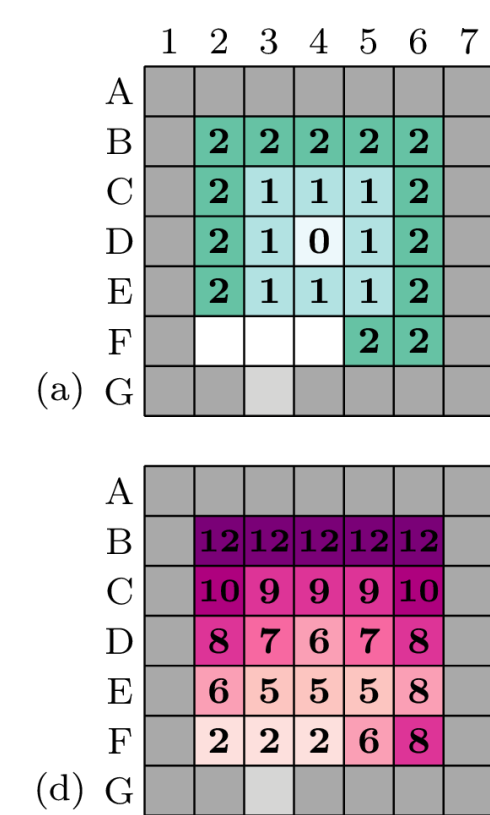 1 2 3 4 5 6 7
A
B 2 2 2 2 2
C 2 1 1 1 2
D 2 1 0 1 2
E 2 1 1 1 2
F 2 2
(a) G
A
B 12 12 12 12 12
C 10 9 9 9 10
D 8 7 6 7 8
E 6 5 5 5 8
F 2 2 2 6 8
(d) G